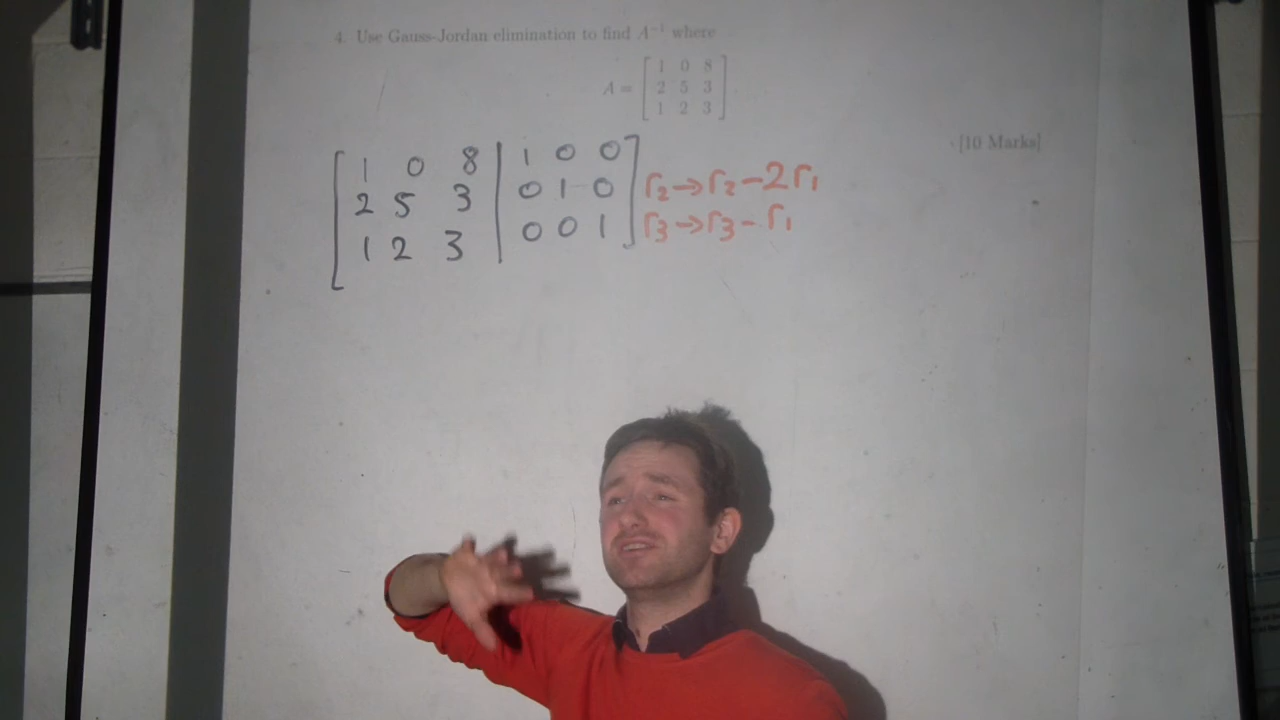 4. Use Gauss-Jordan elimination to find A⁻¹ where
A = [ 1 0 8
2 5 3
1 2 3 ]
[10 Marks]
[ 1 0 8 | 1 0 0 ]
2 5 3 | 0 1 0 r₂→r₂-2r₁
1 2 3 | 0 0 1 r₃→r₃-r₁